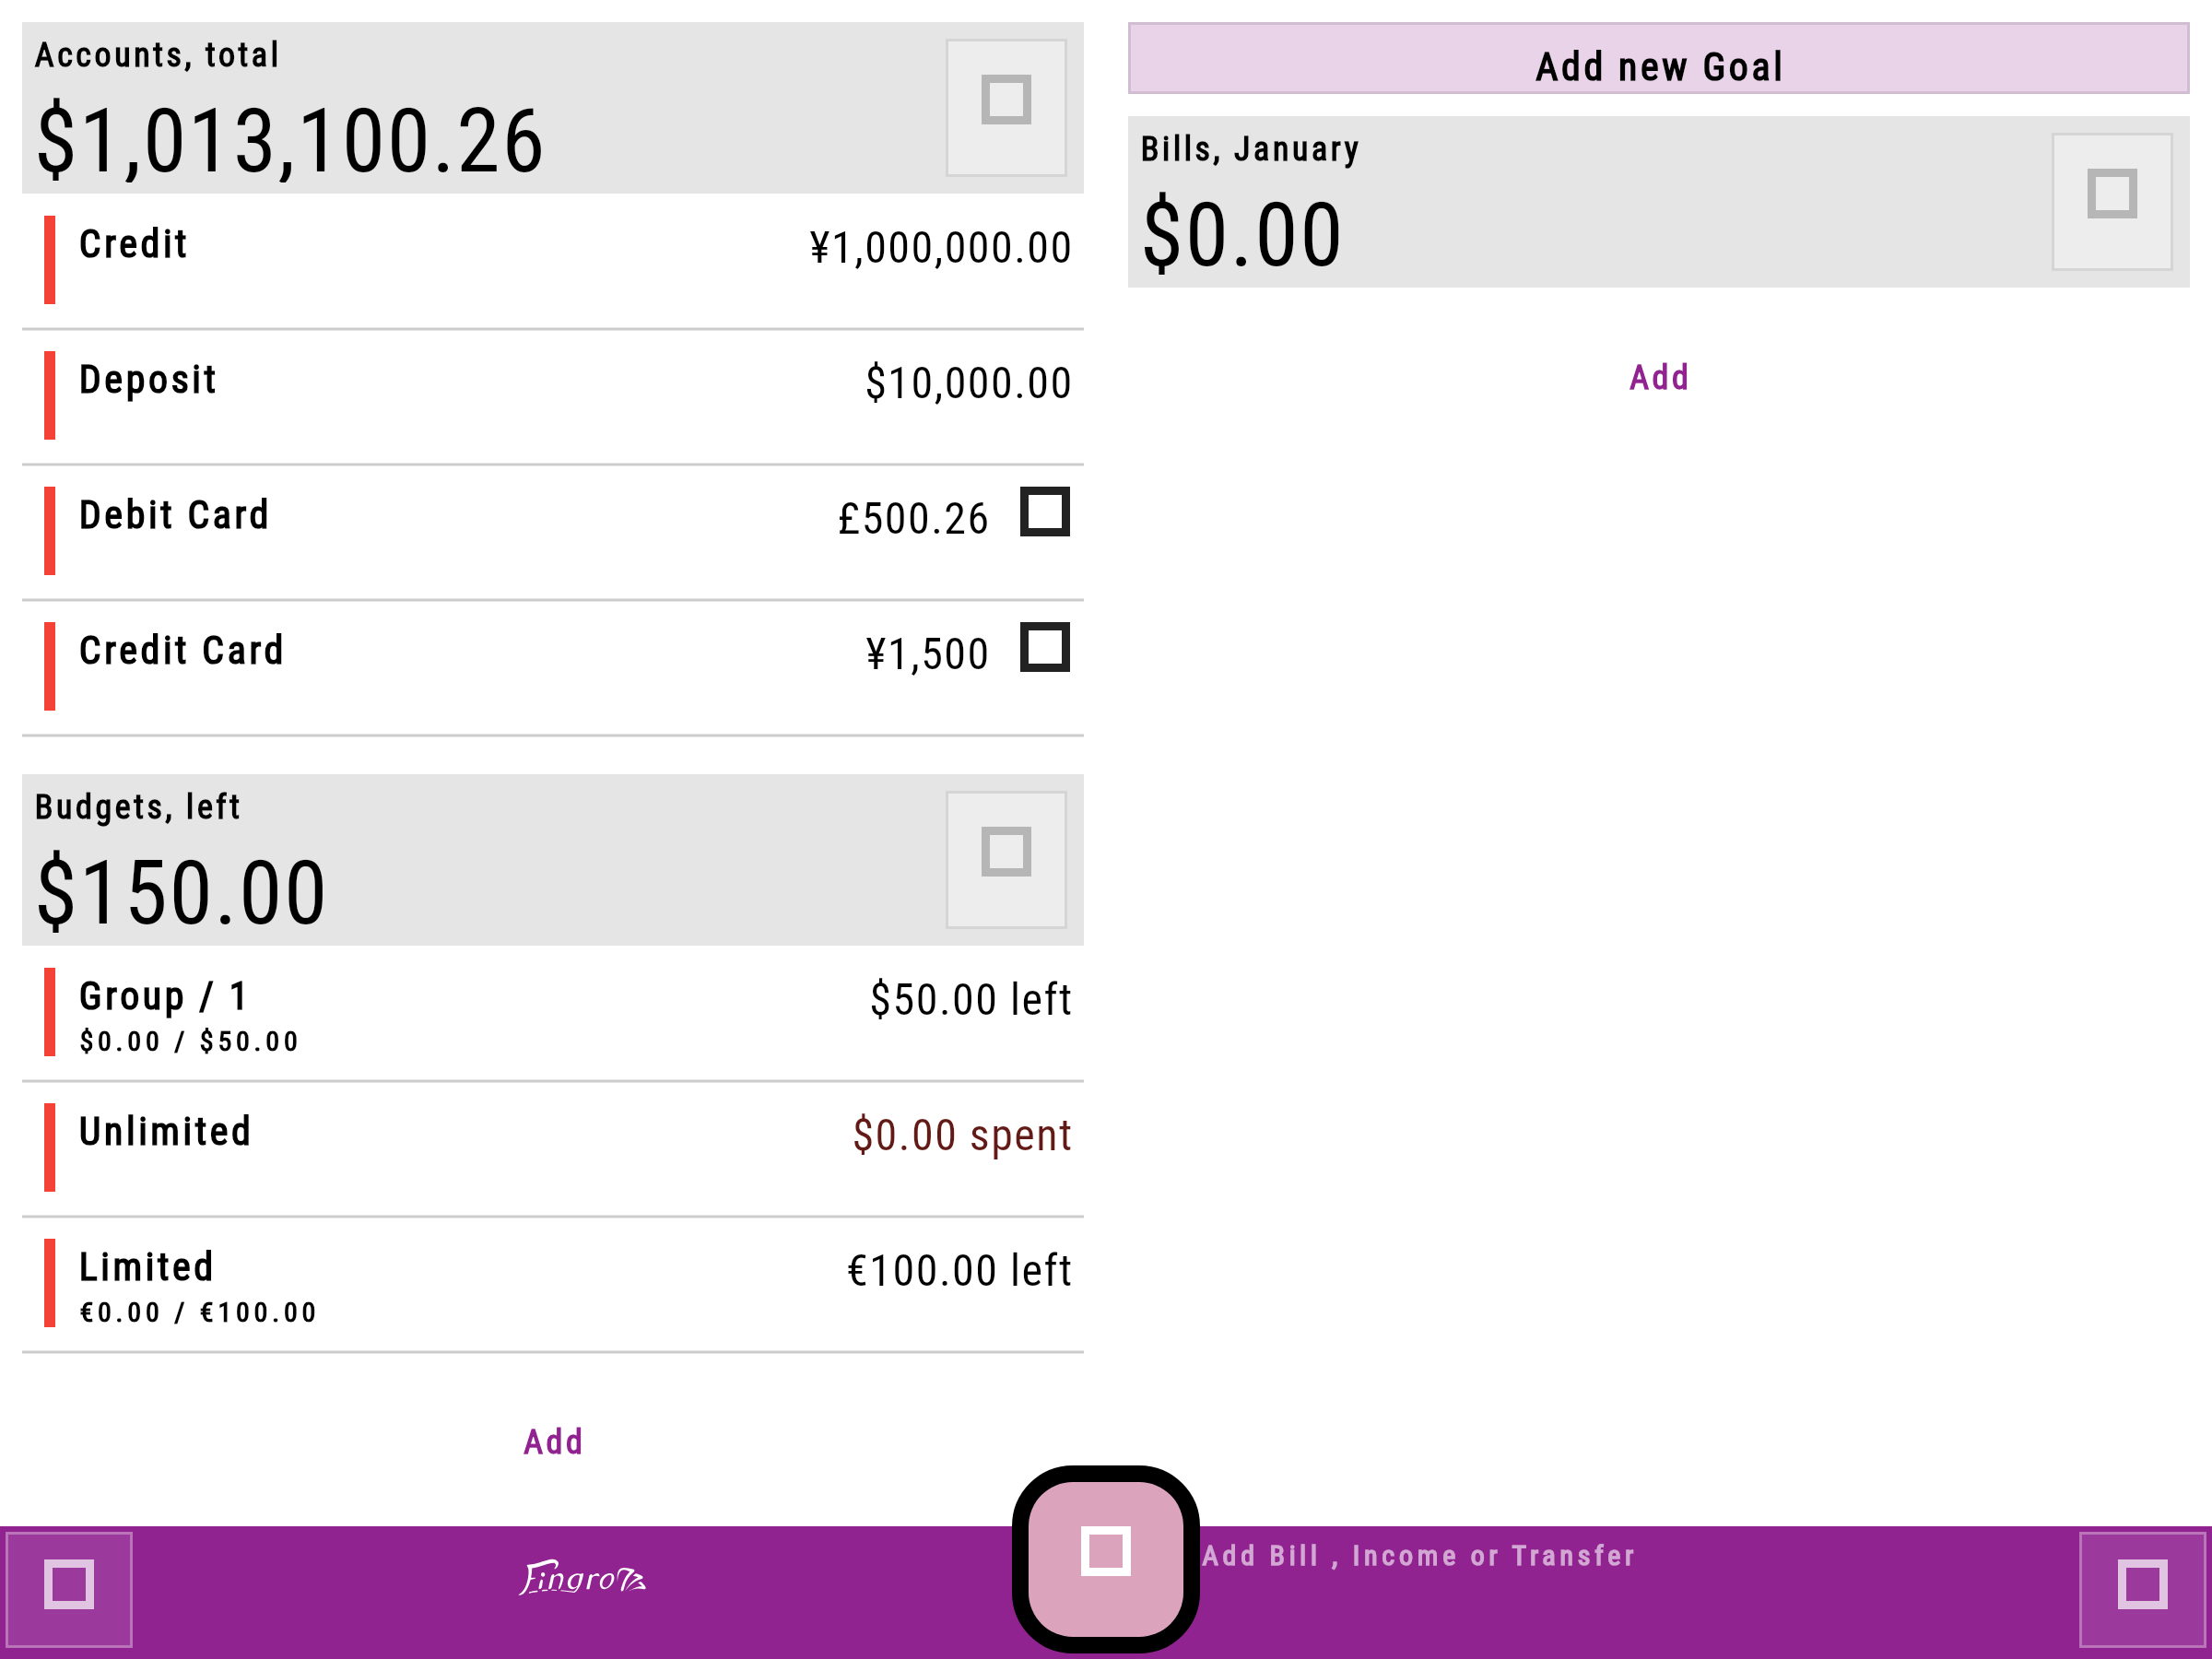 Accounts, total
$1,013,100.26
Credit
¥1,000,000.00
Deposit
$10,000.00
Debit Card
£500.26
Credit Card
¥1,500
Budgets, left
$150.00
Group / 1
$50.00 left
$0.00 / $50.00
Unlimited
$0.00 spent
Limited
€100.00 left
€0.00 / €100.00
Add
Add new Goal
Bills, January
$0.00
Add
Fingro
Add Bill , Income or Transfer